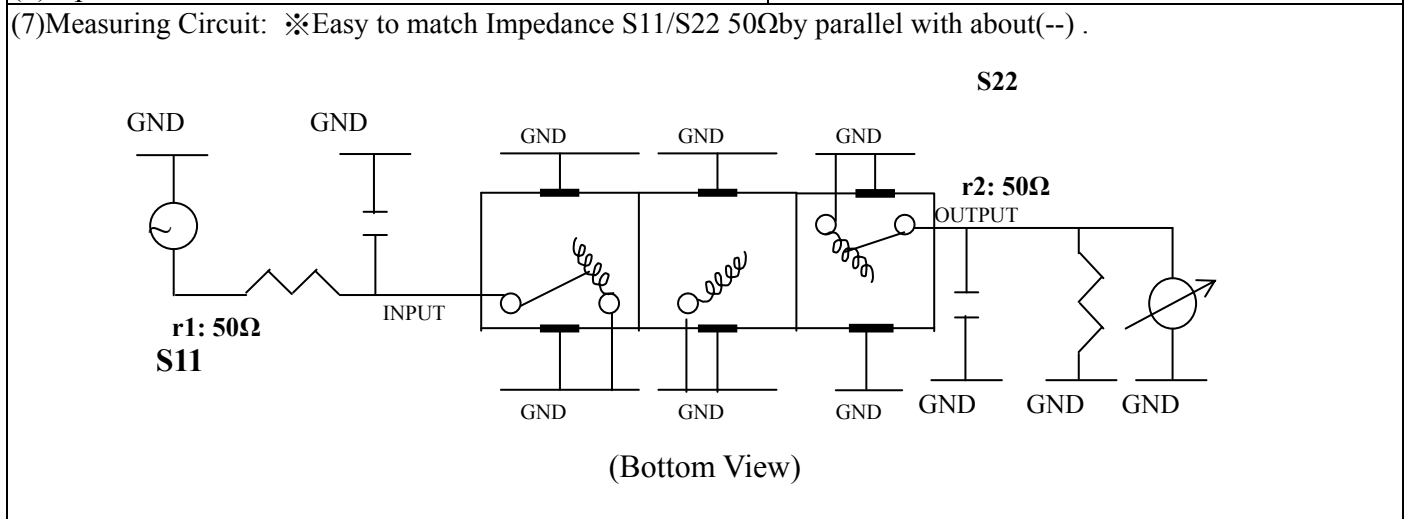 (7)Measuring Circuit: ※Easy to match Impedance S11/S22 50Ωby parallel with about(--) .
S22
GND GND GND GND GND
r2: 50Ω
OUTPUT
INPUT
r1: 50Ω
S11
GND GND GND GND GND GND
(Bottom View)